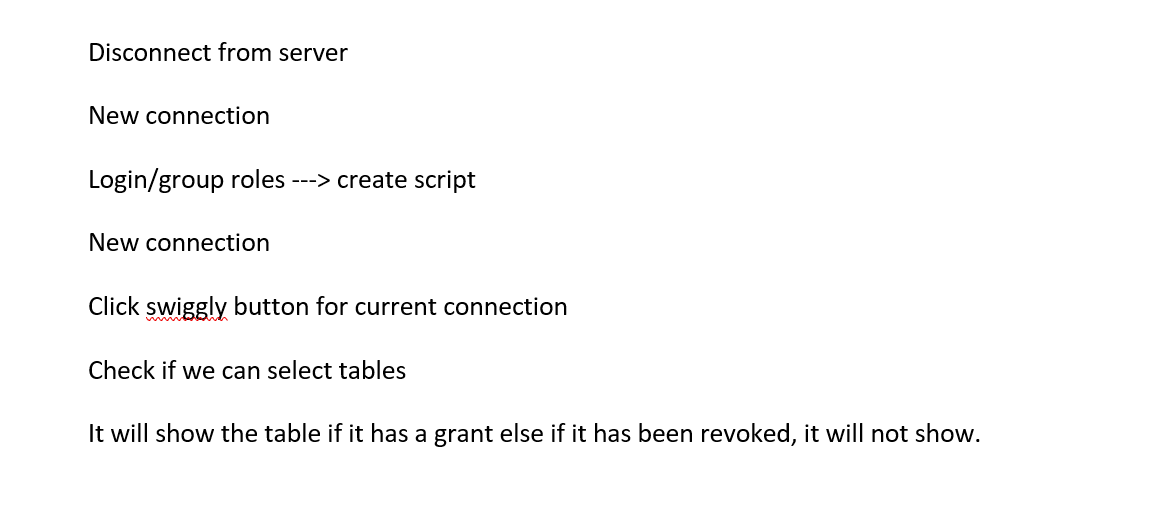 Disconnect from server
New connection
Login/group roles ---> create script
New connection
Click swiggly button for current connection
Check if we can select tables
It will show the table if it has a grant else if it has been revoked, it will not show.